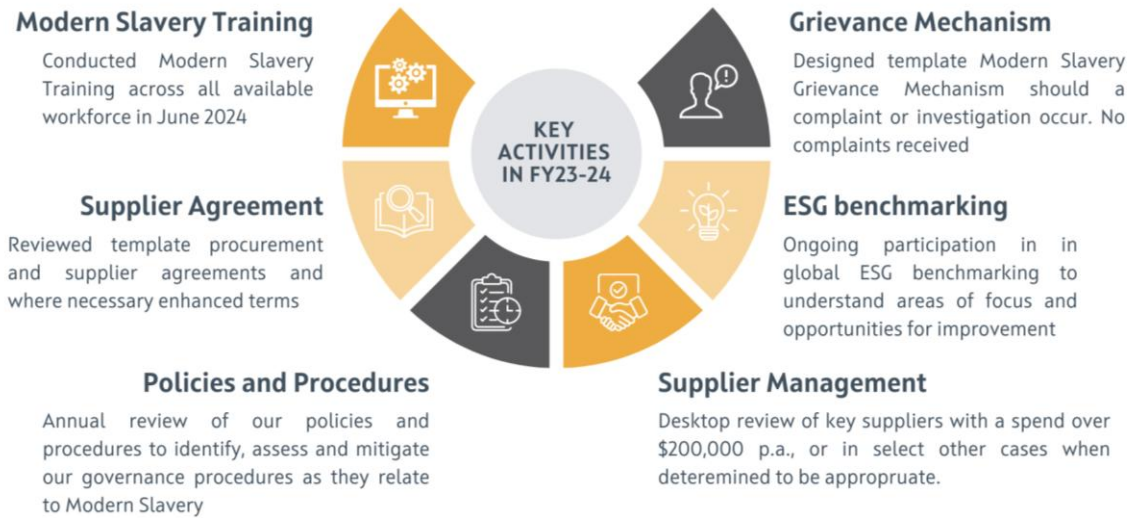 Modern Slavery Training
Conducted Modern Slavery
Training across all available
workforce in June 2024
Supplier Agreement
Reviewed template procurement
and supplier agreements and
where necessary enhanced terms
Policies and Procedures
Annual review of our policies and
procedures to identify, assess and mitigate
our governance procedures as they relate
to Modern Slavery
KEY
ACTIVITIES
IN FY23-24
Grievance Mechanism
Designed template Modern Slavery
Grievance Mechanism should a
complaint or investigation occur. No
complaints received
ESG benchmarking
Ongoing participation in in
global ESG benchmarking to
understand areas of focus and
opportunities for improvement
Supplier Management
Desktop review of key suppliers with a spend over
$200,000 p.a., or in select other cases when
deteremined to be appropruate.